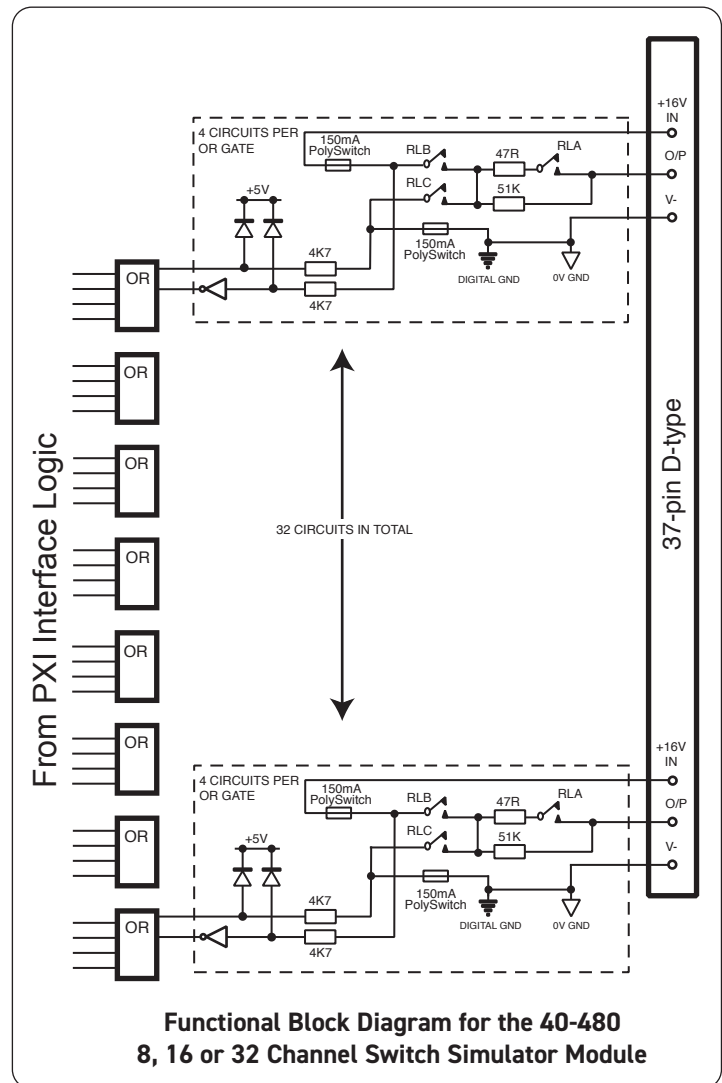 +16V
IN
4 CIRCUITS PER
OR GATE
150mA
PolySwitch
RLB
47R
RLA
O/P
RLC
51K
+5V
V-
4K7
150mA
PolySwitch
DIGITAL GND
0V GND
OR
4K7
OR
OR
OR
OR
OR
OR
From PXI Interface Logic
32 CIRCUITS IN TOTAL
37-pin D-type
+16V
IN
4 CIRCUITS PER
OR GATE
150mA
PolySwitch
RLB
47R
RLA
O/P
RLC
51K
+5V
V-
4K7
150mA
PolySwitch
DIGITAL GND
0V GND
OR
4K7
Functional Block Diagram for the 40-480
8, 16 or 32 Channel Switch Simulator Module